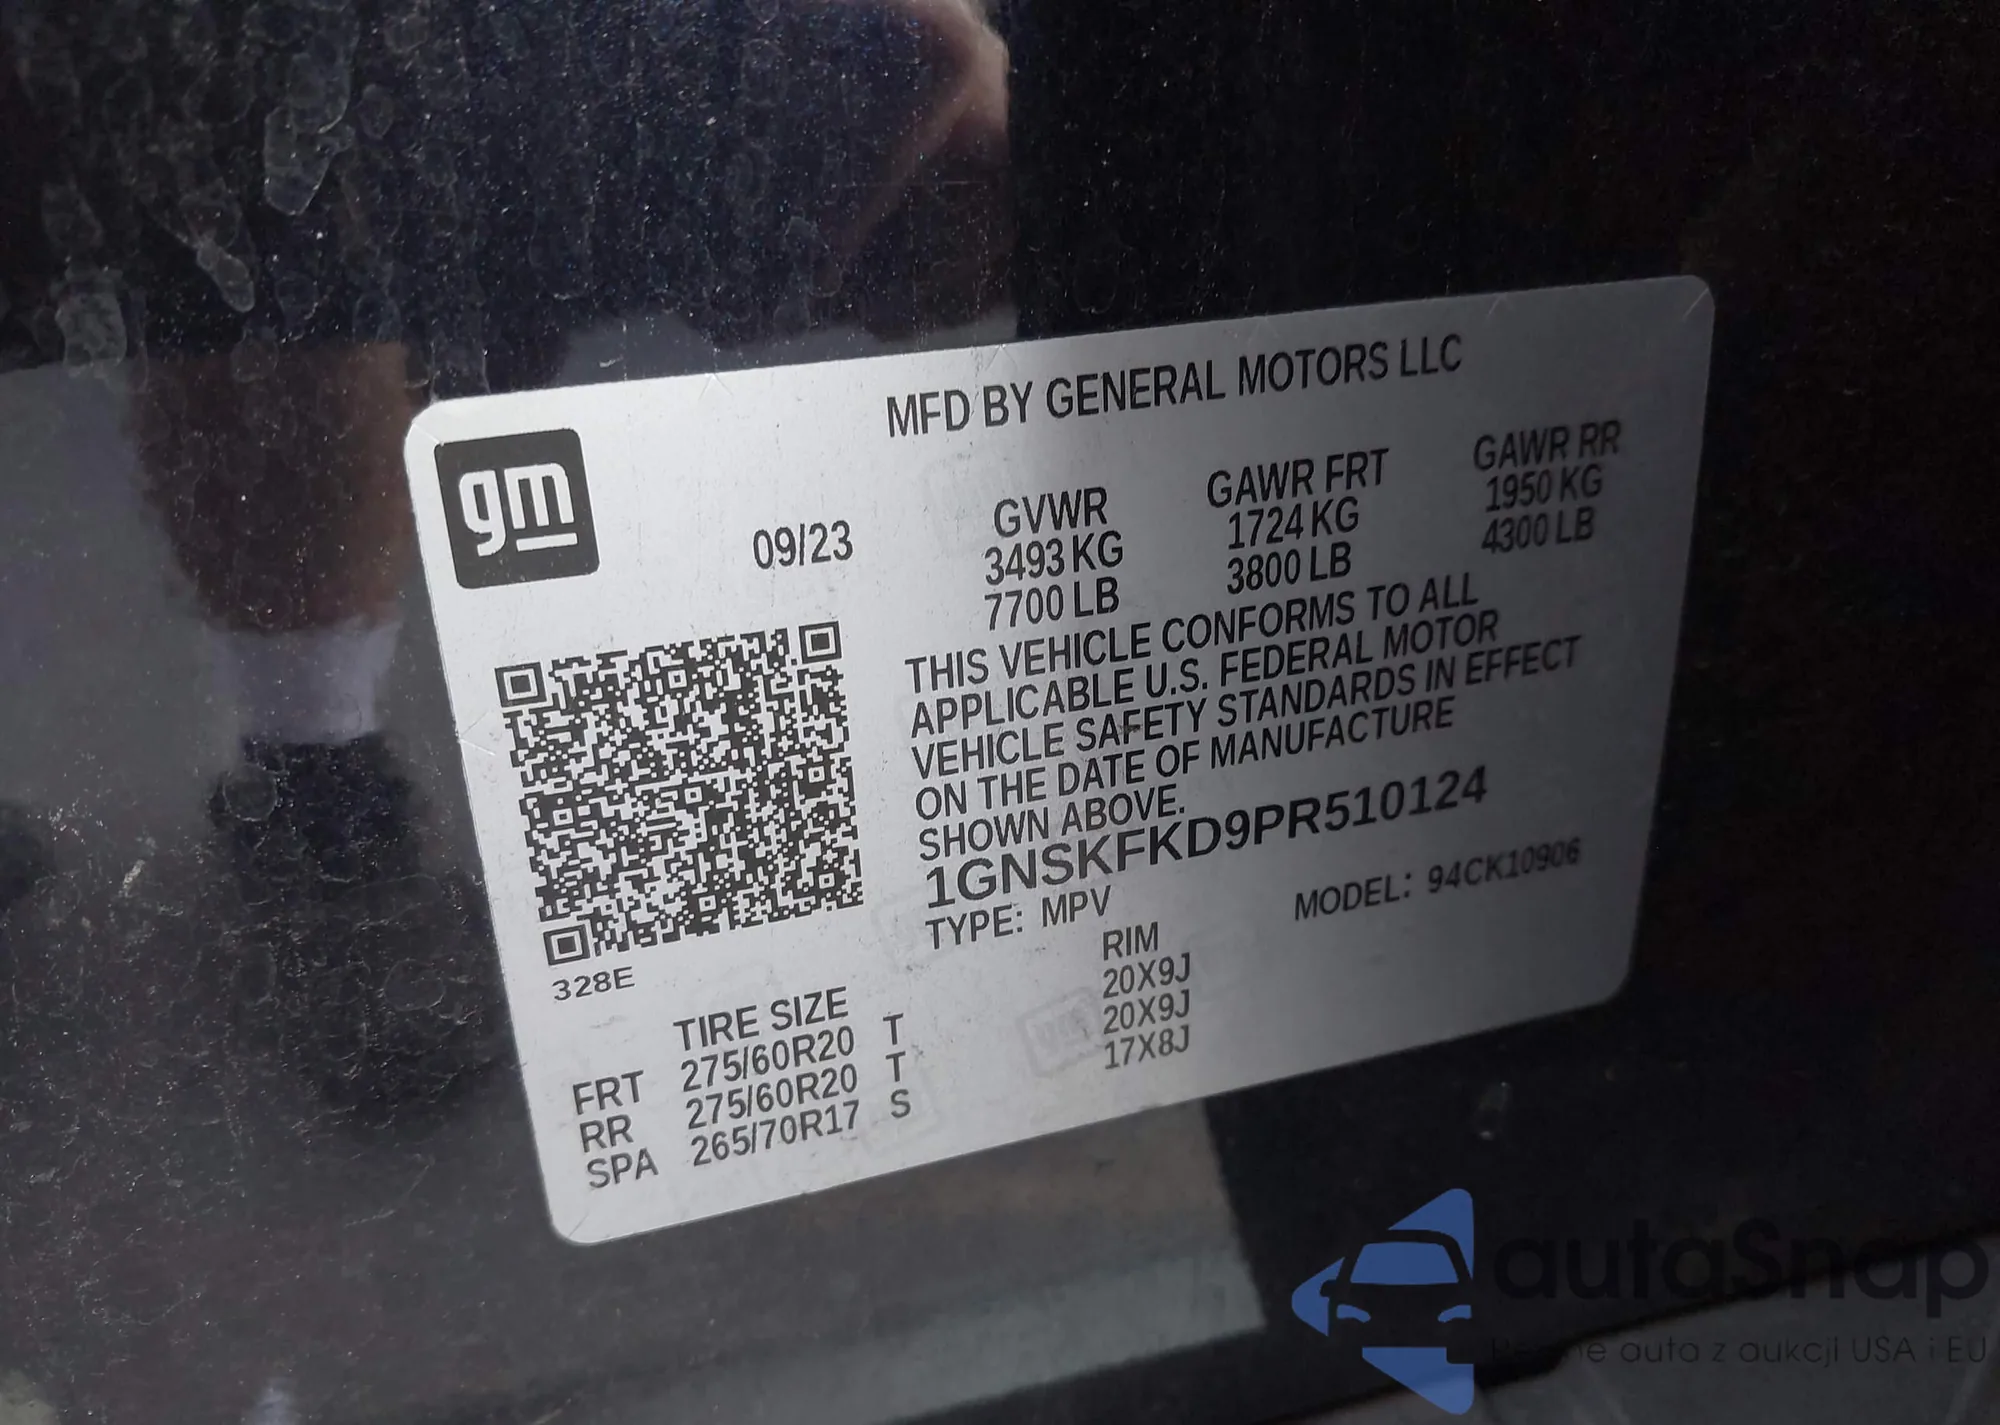 MFD BY GENERAL MOTORS LLC
gm
09/23
GVWR
3493 KG
7700 LB
GAWR FRT
1724 KG
3800 LB
GAWR RR
1950 KG
4300 LB
THIS VEHICLE CONFORMS TO ALL
APPLICABLE U.S. FEDERAL MOTOR
VEHICLE SAFETY STANDARDS IN EFFECT
ON THE DATE OF MANUFACTURE
SHOWN ABOVE.
1GNSKFKD9PR510124
TYPE: MPV
MODEL: 94CK10906
328E
TIRE SIZE
RIM
FRT 275/60R20 T 20X9J
RR 275/60R20 T 20X9J
SPA 265/70R17 S 17X8J
autaSnap
auta z aukcji USA i EU